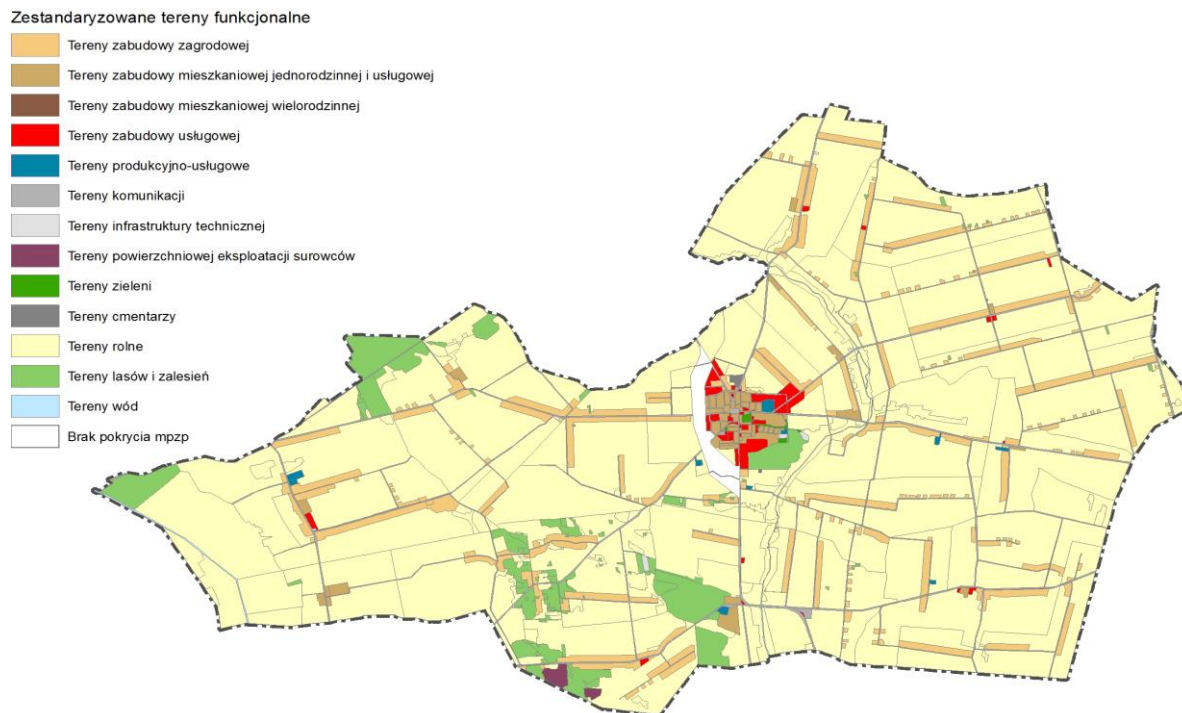 Zestandaryzowane tereny funkcjonalne
Tereny zabudowy zagrodowej
Tereny zabudowy mieszkaniowej jednorodzinnej i usługowej
Tereny zabudowy mieszkaniowej wielorodzinnej
Tereny zabudowy usługowej
Tereny produkcyjno-usługowe
Tereny komunikacji
Tereny infrastruktury technicznej
Tereny powierzchniowej eksploatacji surowców
Tereny zieleni
Tereny cmentarzy
Tereny rolne
Tereny lasów i zalesień
Tereny wód
Brak pokrycia mpzp